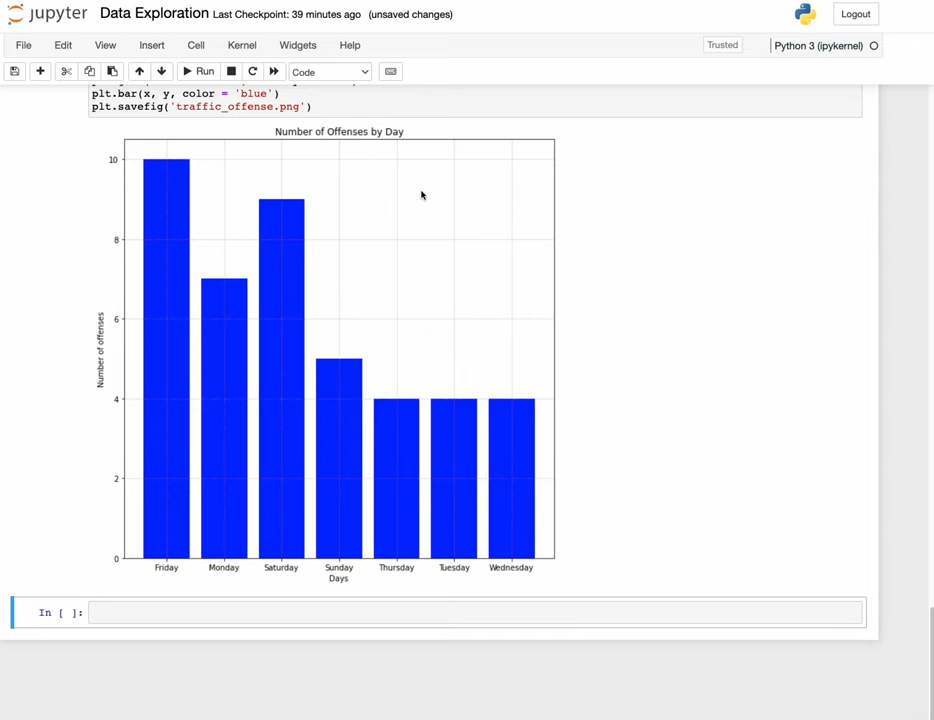 jupyter Data Exploration Last Checkpoint: 39 minutes ago (unsaved changes) Logout
File Edit View Insert Cell Kernel Widgets Help Trusted Python 3 (ipykernel)
Run Code
plt.bar(x, y, color = 'blue')
plt.savefig('traffic_offense.png')
Number of Offenses by Day
10
8
6
4
2
0
Number of offenses
Friday Monday Saturday Sunday Thursday Tuesday Wednesday
Days
In [ ]: